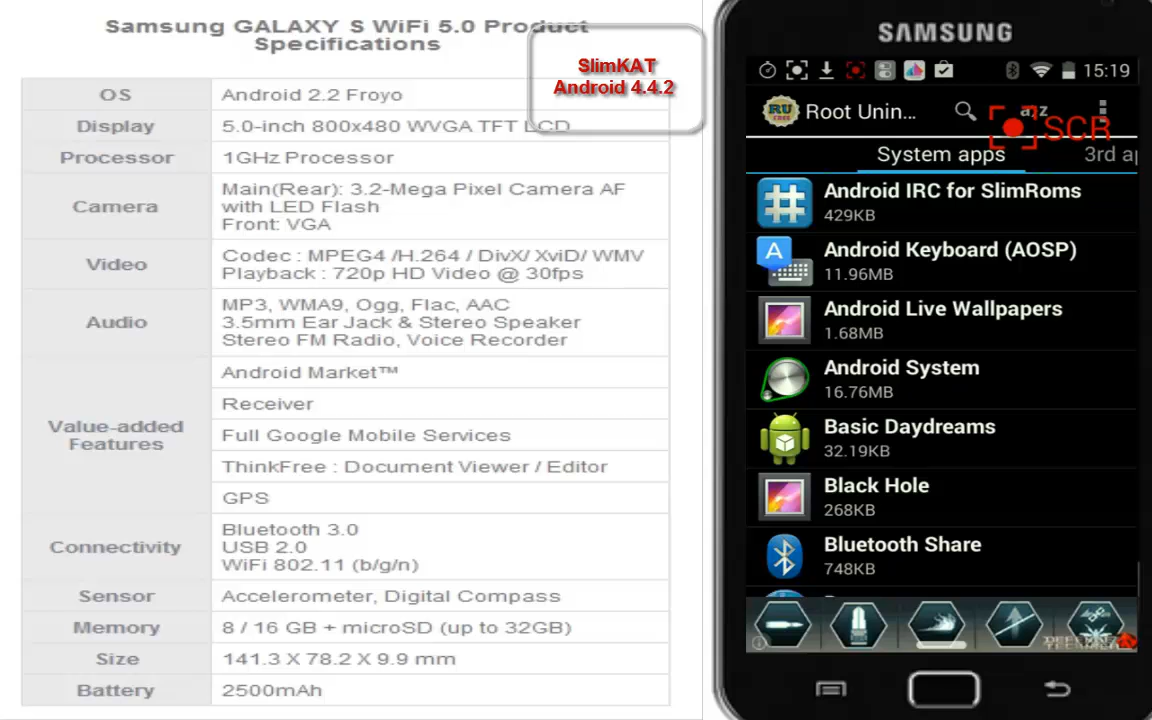 Samsung GALAXY S WiFi 5.0 Product
Specifications
SlimKAT
Android 4.4.2
OS
Android 2.2 Froyo
Display
5.0-inch 800x480 WVGA TFT LCD
Processor
1GHz Processor
Camera
Main(Rear): 3.2-Mega Pixel Camera AF
with LED Flash
Front: VGA
Video
Codec : MPEG4 /H.264 / DivX/ XviD/ WMV
Playback : 720p HD Video @ 30fps
Audio
MP3, WMA9, Ogg, Flac, AAC
3.5mm Ear Jack & Stereo Speaker
Stereo FM Radio, Voice Recorder
Value-added
Features
Android Market™
Receiver
Full Google Mobile Services
ThinkFree : Document Viewer / Editor
GPS
Connectivity
Bluetooth 3.0
USB 2.0
WiFi 802.11 (b/g/n)
Sensor
Accelerometer, Digital Compass
Memory
8 / 16 GB + microSD (up to 32GB)
Size
141.3 X 78.2 X 9.9 mm
Battery
2500mAh
SAMSUNG
15:19
RU
FREE
Root Unin...
SCR
System apps
3rd a
Android IRC for SlimRoms
429KB
A
Android Keyboard (AOSP)
11.96MB
Android Live Wallpapers
1.68MB
Android System
16.76MB
Basic Daydreams
32.19KB
Black Hole
268KB
Bluetooth Share
748KB